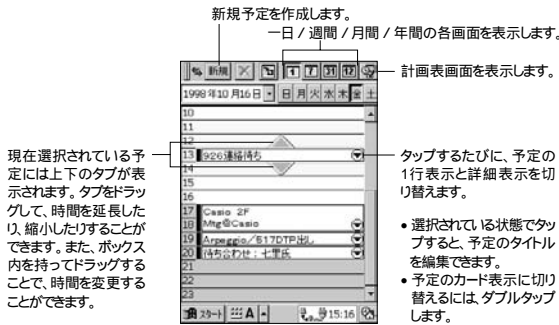 新規予定を作成します。
一日 / 週間 / 月間 / 年間の各画面を表示します。
新規
1 7 31 12
計画表画面を表示します。
1998年10月16日
日 月 火 水 木 金 土
10
11
12
13 926連絡待ち
14
15
16
17 Casio 2F
18 Mtg@Casio
19 Arpeggio/517DTP出し
20 待ち合わせ：七里氏
21
22
23
スタート A 15:16
現在選択されている予
定には上下のタブが表
示されます。タブをドラッ
グして、時間を延長した
り、縮小したりすることが
できます。また、ボックス
内を持ってドラッグする
ことで、時間を変更する
ことができます。
タップするたびに、予定の
1行表示と詳細表示を切
り替えます。
• 選択されている状態でタッ
プすると、予定のタイトル
を編集できます。
• 予定のカード表示に切り
替えるには、ダブルタップ
します。